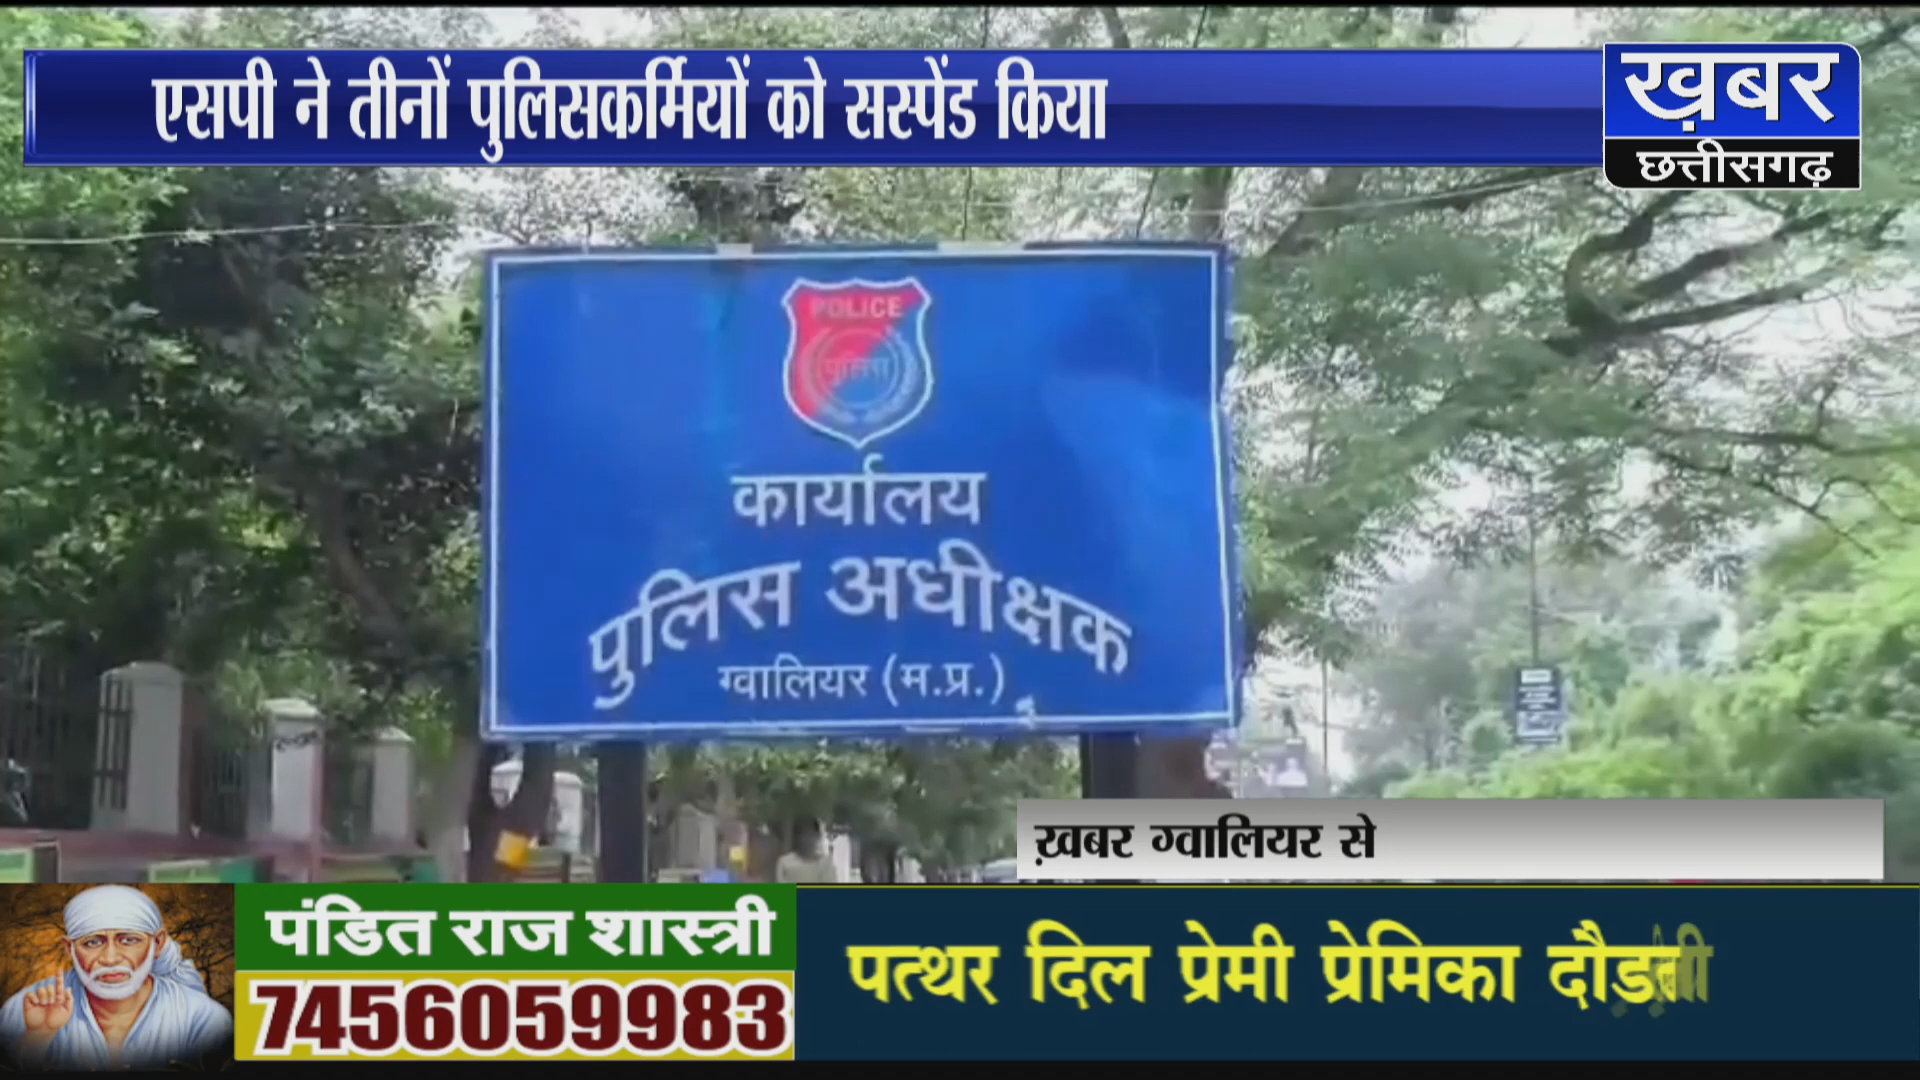 एसपी ने तीनों पुलिसकर्मियों को सस्पेंड किया
ख़बर
छत्तीसगढ़
POLICE
पुलिस
कार्यालय
पुलिस अधीक्षक
ग्वालियर (म.प्र.)
ख़बर ग्वालियर से
पंडित राज शास्त्री
7456059983
पत्थर दिल प्रेमी प्रेमिका